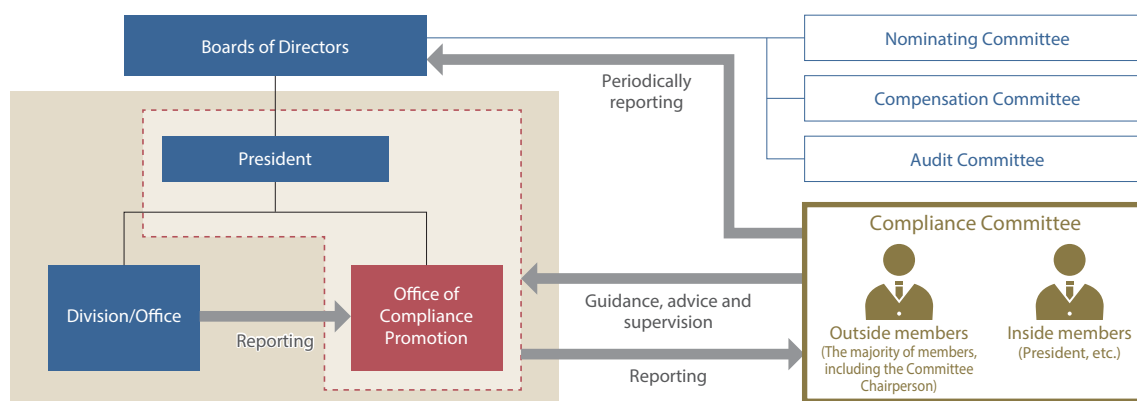 Boards of Directors
Nominating Committee
Compensation Committee
Audit Committee
Periodically
reporting
President
Compliance Committee
Division/Office
Reporting
Office of
Compliance
Promotion
Guidance, advice and
supervision
Reporting
Outside members
(The majority of members,
including the Committee
Chairperson)
Inside members
(President, etc.)